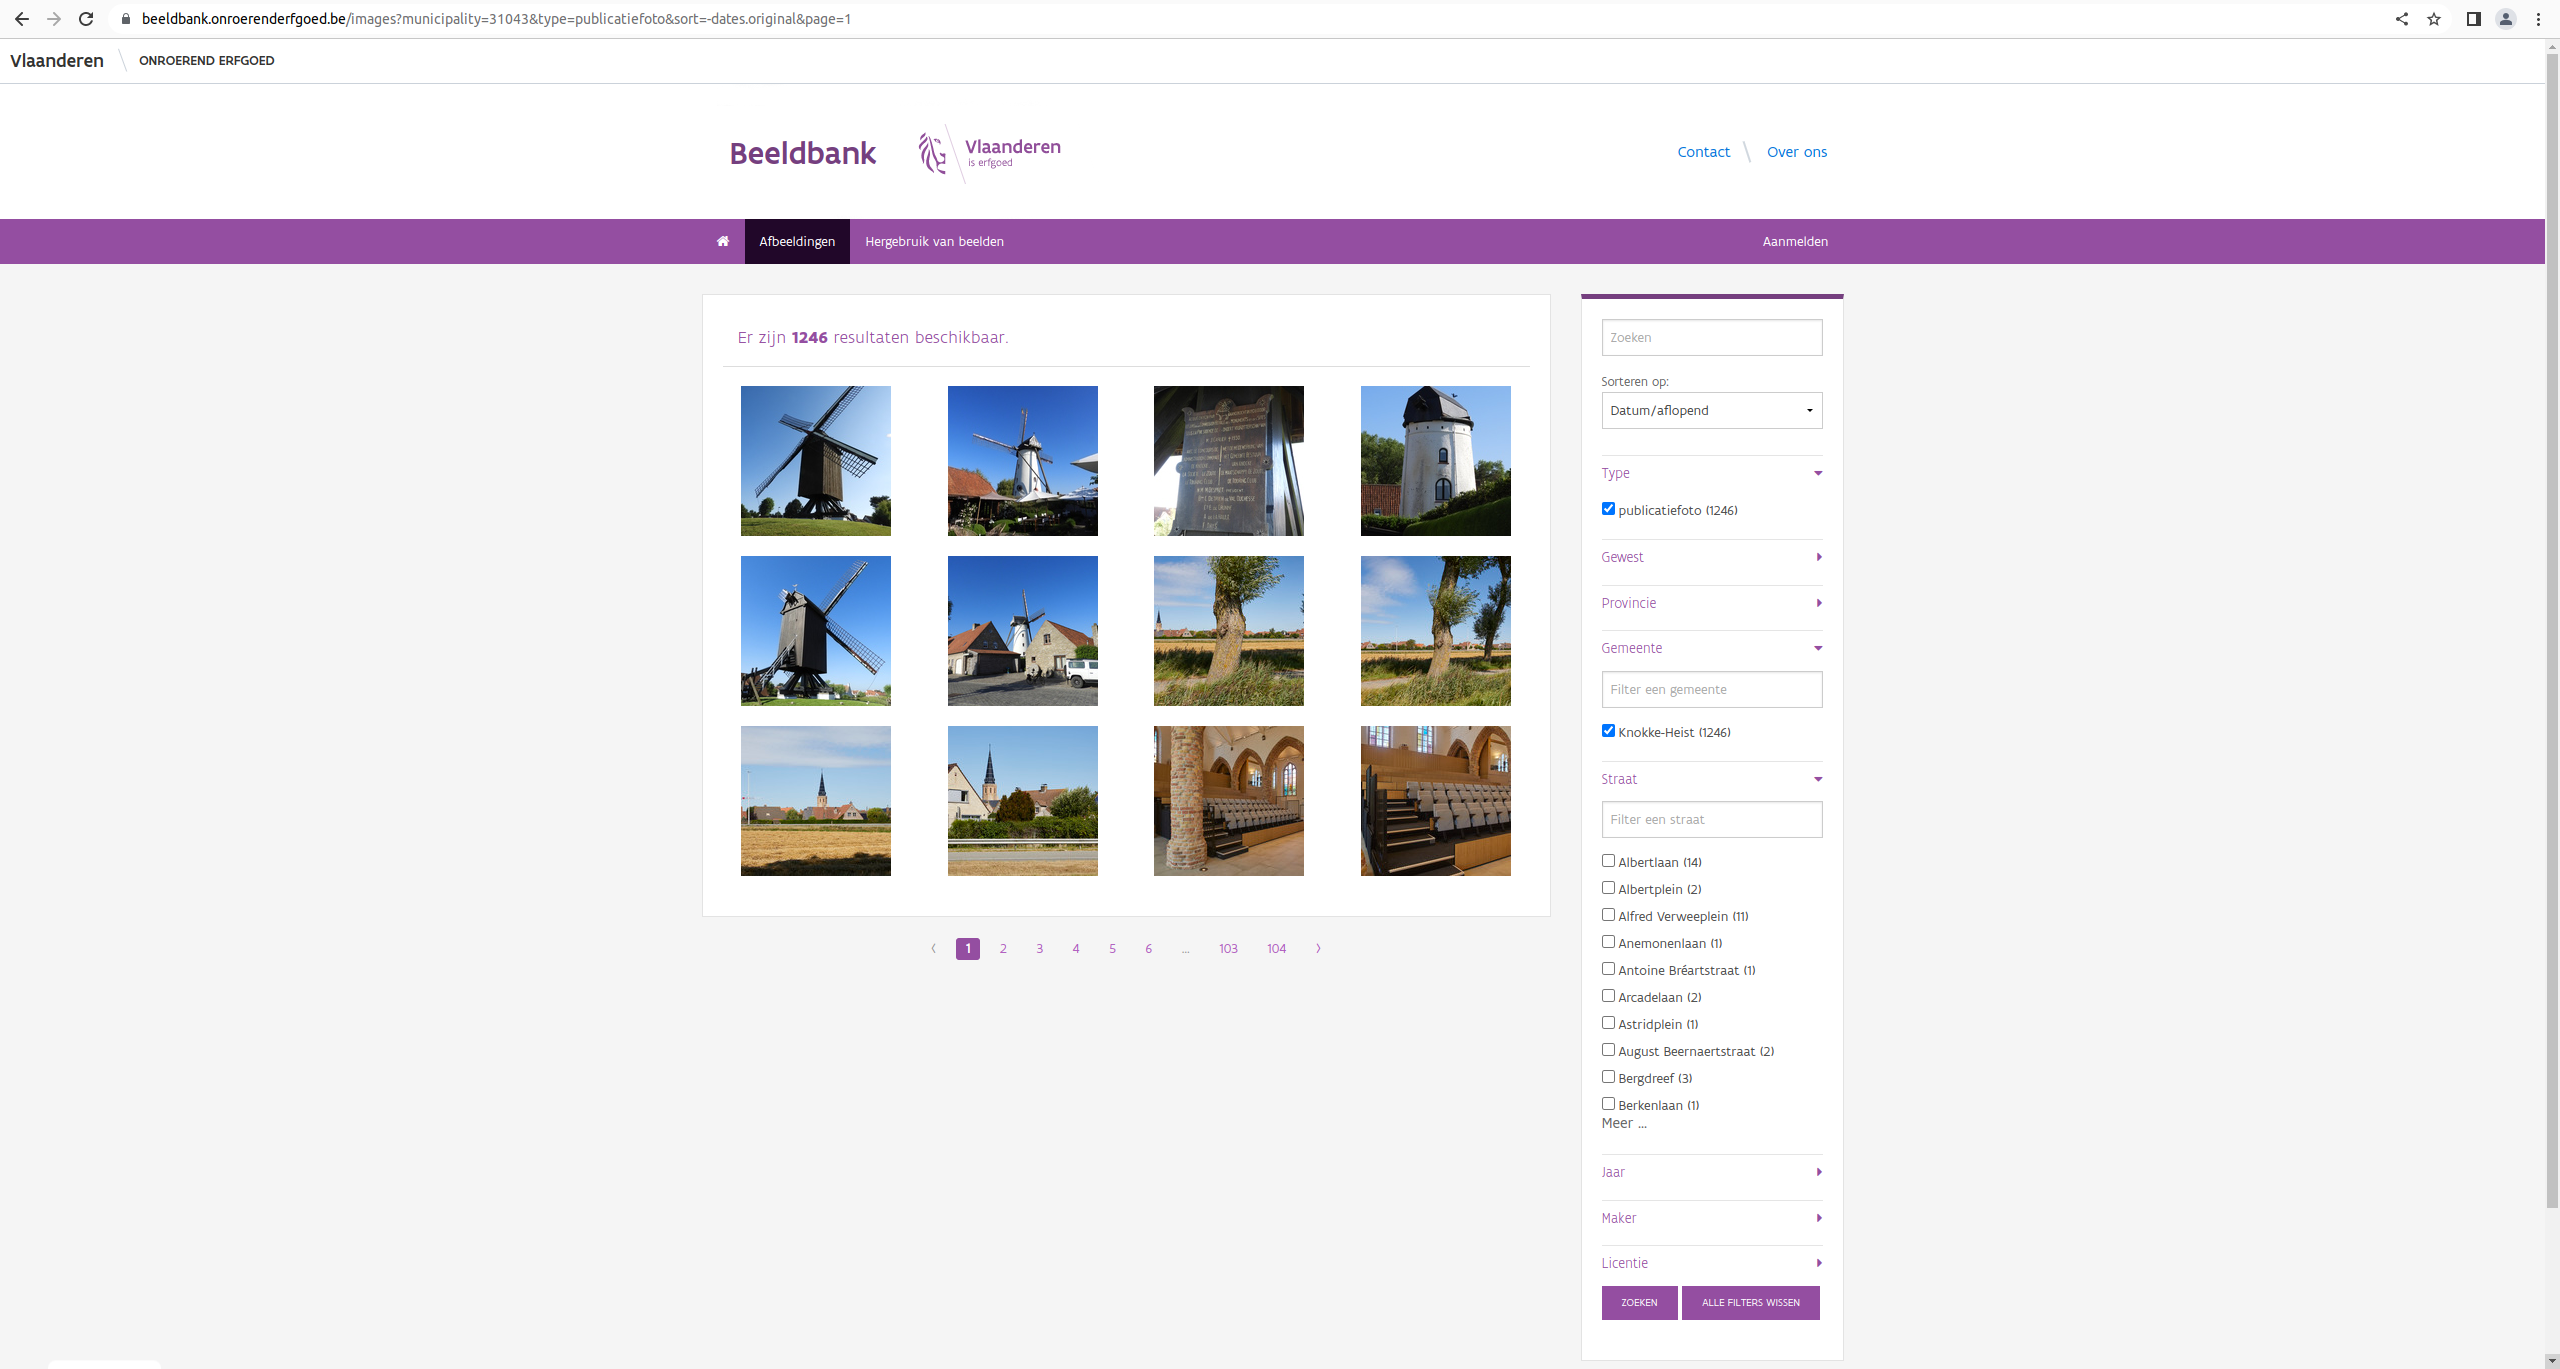 beeldbank.onroerenderfgoed.be/images?municipality=31043&type=publicatiefoto&sort=-dates.original&page=1
Vlaanderen
ONROEREND ERFGOED
Beeldbank
Vlaanderen
is erfgoed
Contact
Over ons
Afbeeldingen
Hergebruik van beelden
Aanmelden
Er zijn 1246 resultaten beschikbaar.
‹ 1 2 3 4 5 6 ... 103 104 ›
Zoeken
Sorteren op:
Datum/aflopend
Type
publicatiefoto (1246)
Gewest
Provincie
Gemeente
Filter een gemeente
Knokke-Heist (1246)
Straat
Filter een straat
Albertlaan (14)
Albertplein (2)
Alfred Verweeplein (11)
Anemonenlaan (1)
Antoine Bréartstraat (1)
Arcadelaan (2)
Astridplein (1)
August Beernaertstraat (2)
Bergdreef (3)
Berkenlaan (1)
Meer ...
Jaar
Maker
Licentie
ZOEKEN
ALLE FILTERS WISSEN